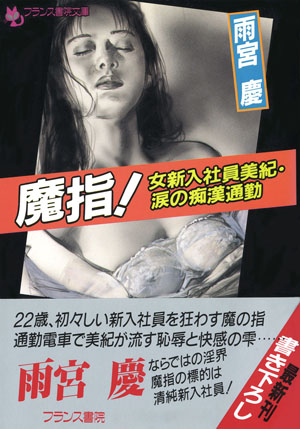 フランス書院文庫
雨宮 慶
魔指!
女新入社員美紀・
涙の痴漢通勤
22歳、初々しい新入社員を狂わす魔の指
通勤電車で美紀が流す恥辱と快感の雫……
雨宮 慶
ならではの淫界
魔指の標的は
清純新入社員!
フランス書院
最新刊
書き下ろし